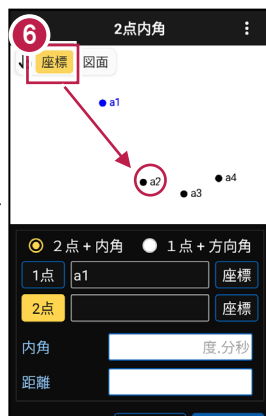 2点内角
6
座標 図面
a1
a2
a4
a3
2点+内角 1点+方向角
1点 a1 座標
2点 座標
内角 度.分秒
距離